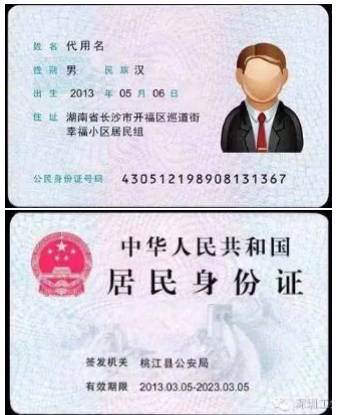 姓名 代用名
性别 男 民族 汉
出生 2013 年 05 月 06 日
住址 湖南省长沙市开福区巡道街
幸福小区居民组
公民身份证号码 430512198908131367
中华人民共和国
居民身份证
签发机关 桃江县公安局
有效期限 2013.03.05-2023.03.05